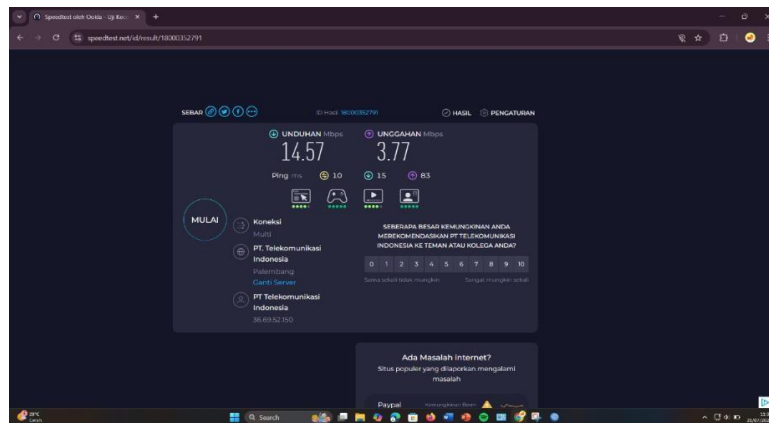 Speedtest oleh Ookla - Uji Kec
speedtest.net/id/result/18000352791
SEBAR
ID Hasil 18000352791
HASIL
PENGATURAN
UNDUHAN Mbps
UNGGAHAN Mbps
14.57
3.77
Ping ms 10 15 83
MULAI
Koneksi
Multi
PT. Telekomunikasi
Indonesia
Palembang
Ganti Server
PT Telekomunikasi
Indonesia
36.69.52.150
SEBERAPA BESAR KEMUNGKINAN ANDA
MEREKOMENDASIKAN PT TELEKOMUNIKASI
INDONESIA KE TEMAN ATAU KOLEGA ANDA?
0 1 2 3 4 5 6 7 8 9 10
Sama sekali tidak mungkin
Sangat mungkin sekali
Ada Masalah internet?
Situs populer yang dilaporkan mengalami
masalah
Paypal
29°C
Search